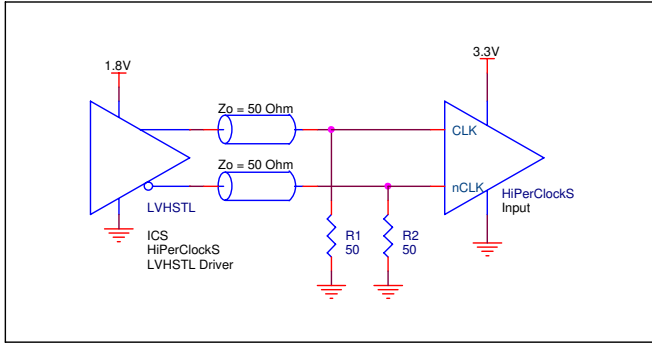 1.8V
3.3V
Zo = 50 Ohm
CLK
Zo = 50 Ohm
nCLK
LVHSTL
HiPerClockS
Input
ICS
HiPerClockS
LVHSTL Driver
R1
50
R2
50